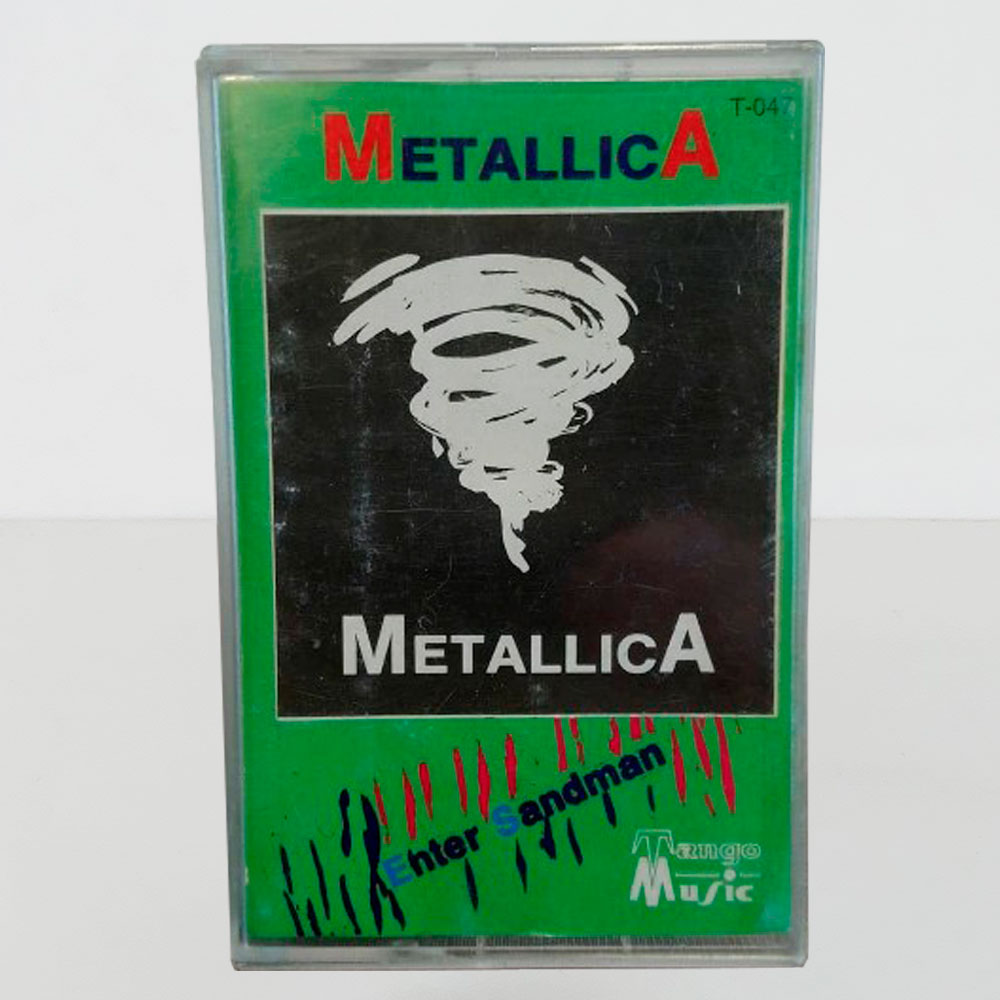 T-047
METALLICA
METALLICA
Enter Sandman
Tango
Music